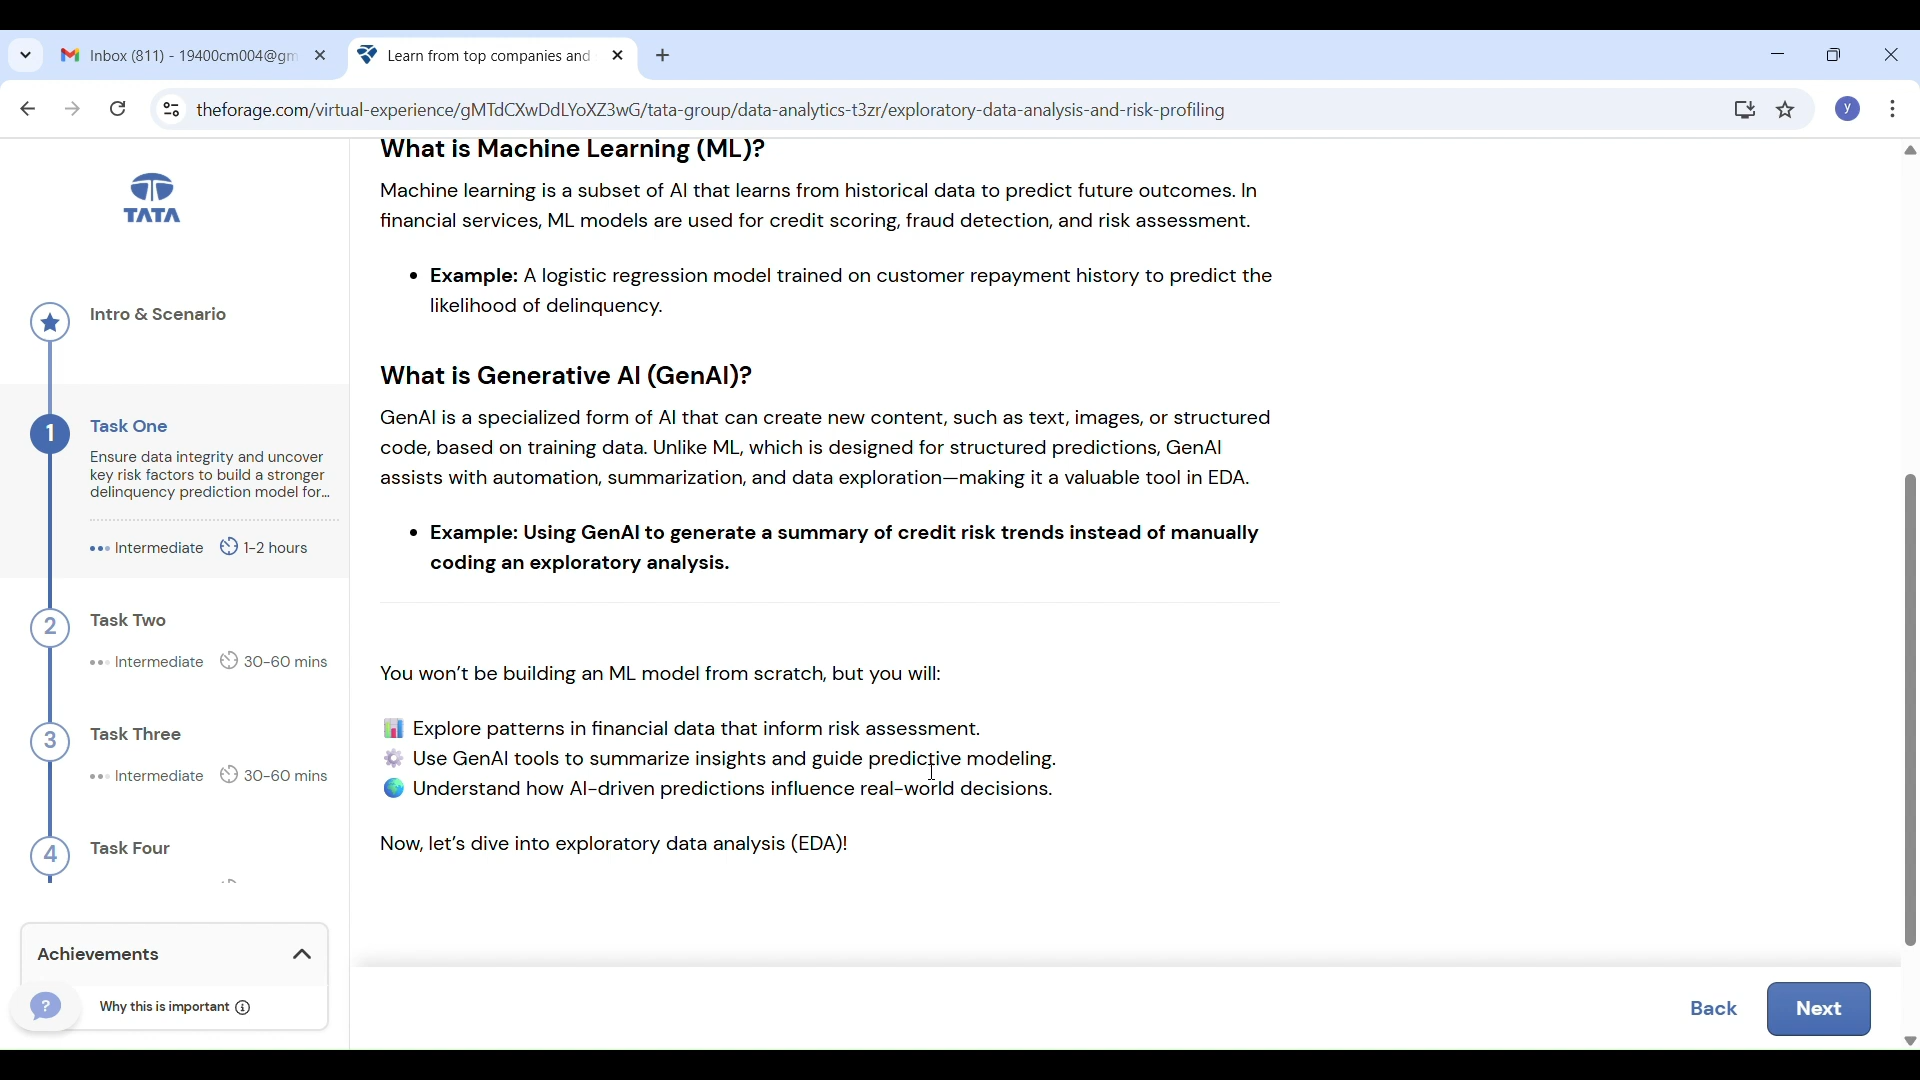 Inbox (811) - 19400cm004@gm
Learn from top companies and
theforage.com/virtual-experience/gMTdCXwDdLYoXZ3wG/tata-group/data-analytics-t3zr/exploratory-data-analysis-and-risk-profiling
y
TATA
Intro & Scenario
1
Task One
Ensure data integrity and uncover
key risk factors to build a stronger
delinquency prediction model for...
Intermediate 1-2 hours
2
Task Two
Intermediate 30-60 mins
3
Task Three
Intermediate 30-60 mins
4
Task Four
Achievements
?
Why this is important
What is Machine Learning (ML)?
Machine learning is a subset of AI that learns from historical data to predict future outcomes. In
financial services, ML models are used for credit scoring, fraud detection, and risk assessment.
• Example: A logistic regression model trained on customer repayment history to predict the
likelihood of delinquency.
What is Generative AI (GenAI)?
GenAI is a specialized form of AI that can create new content, such as text, images, or structured
code, based on training data. Unlike ML, which is designed for structured predictions, GenAI
assists with automation, summarization, and data exploration—making it a valuable tool in EDA.
• Example: Using GenAI to generate a summary of credit risk trends instead of manually
coding an exploratory analysis.
You won't be building an ML model from scratch, but you will:
📊 Explore patterns in financial data that inform risk assessment.
⚙️ Use GenAI tools to summarize insights and guide predictive modeling.
🌍 Understand how AI-driven predictions influence real-world decisions.
Now, let's dive into exploratory data analysis (EDA)!
Back
Next